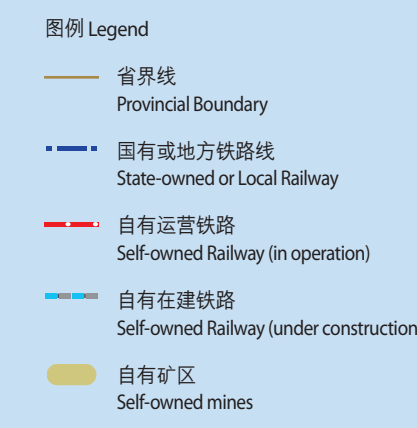 图例 Legend
省界线
Provincial Boundary
国有或地方铁路线
State-owned or Local Railway
自有运营铁路
Self-owned Railway (in operation)
自有在建铁路
Self-owned Railway (under construction
自有矿区
Self-owned mines